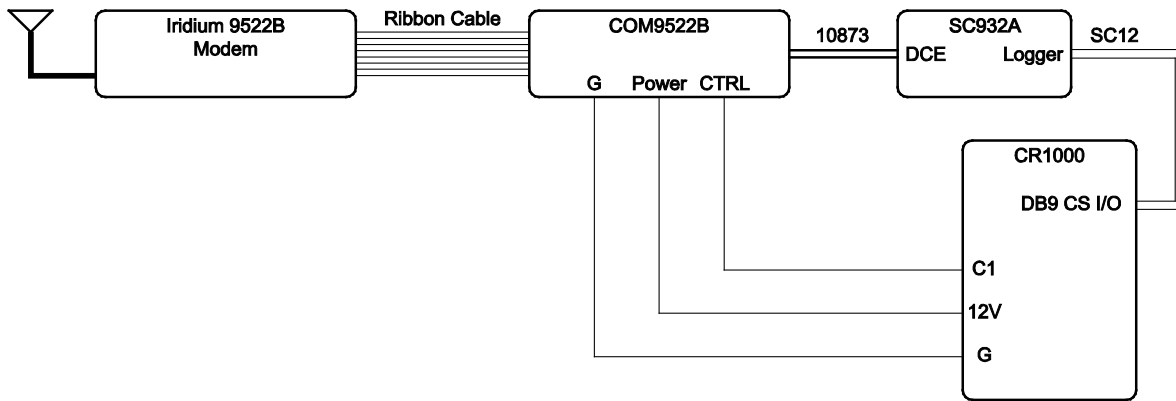 Iridium 9522B
Modem
Ribbon Cable
COM9522B
G Power CTRL
10873
SC932A
DCE Logger
SC12
CR1000
DB9 CS I/O
C1
12V
G